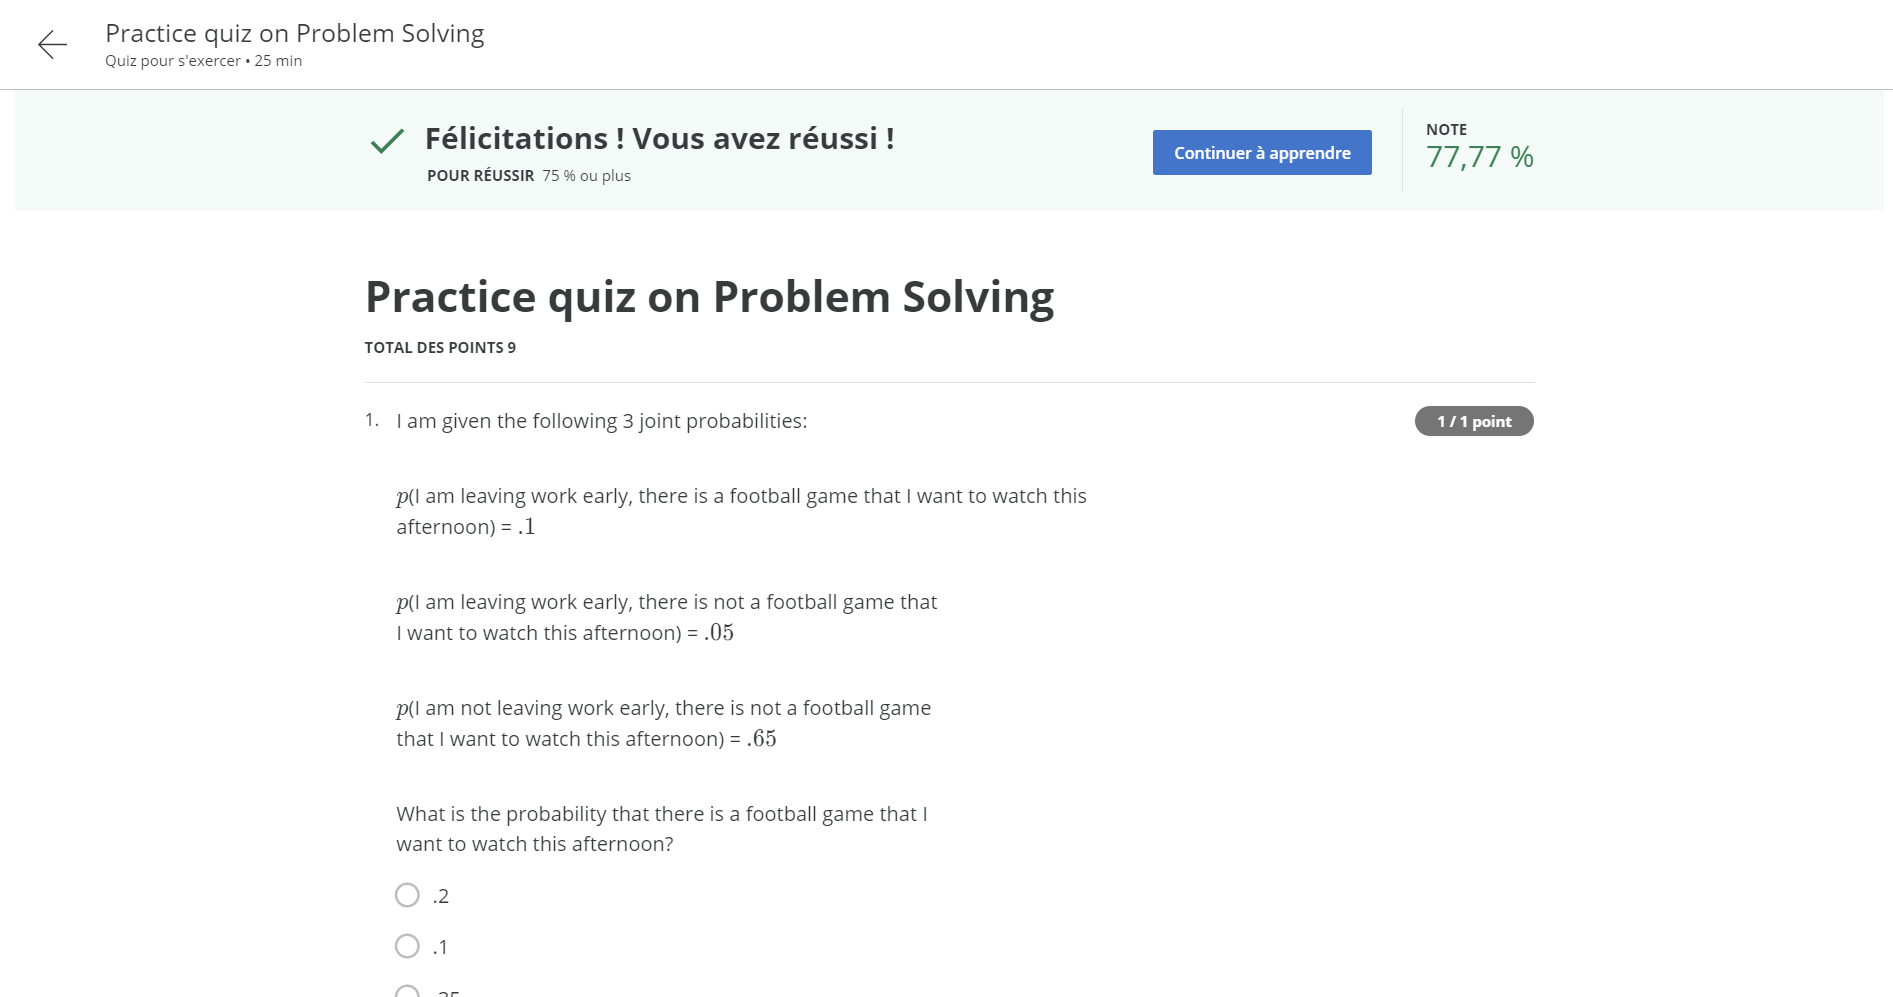 Practice quiz on Problem Solving
Quiz pour s'exercer • 25 min
Félicitations ! Vous avez réussi !
POUR RÉUSSIR 75 % ou plus
Continuer à apprendre
NOTE
77,77 %
Practice quiz on Problem Solving
TOTAL DES POINTS 9
1. I am given the following 3 joint probabilities:
1 / 1 point
p(I am leaving work early, there is a football game that I want to watch this
afternoon) = .1
p(I am leaving work early, there is not a football game that
I want to watch this afternoon) = .05
p(I am not leaving work early, there is not a football game
that I want to watch this afternoon) = .65
What is the probability that there is a football game that I
want to watch this afternoon?
.2
.1